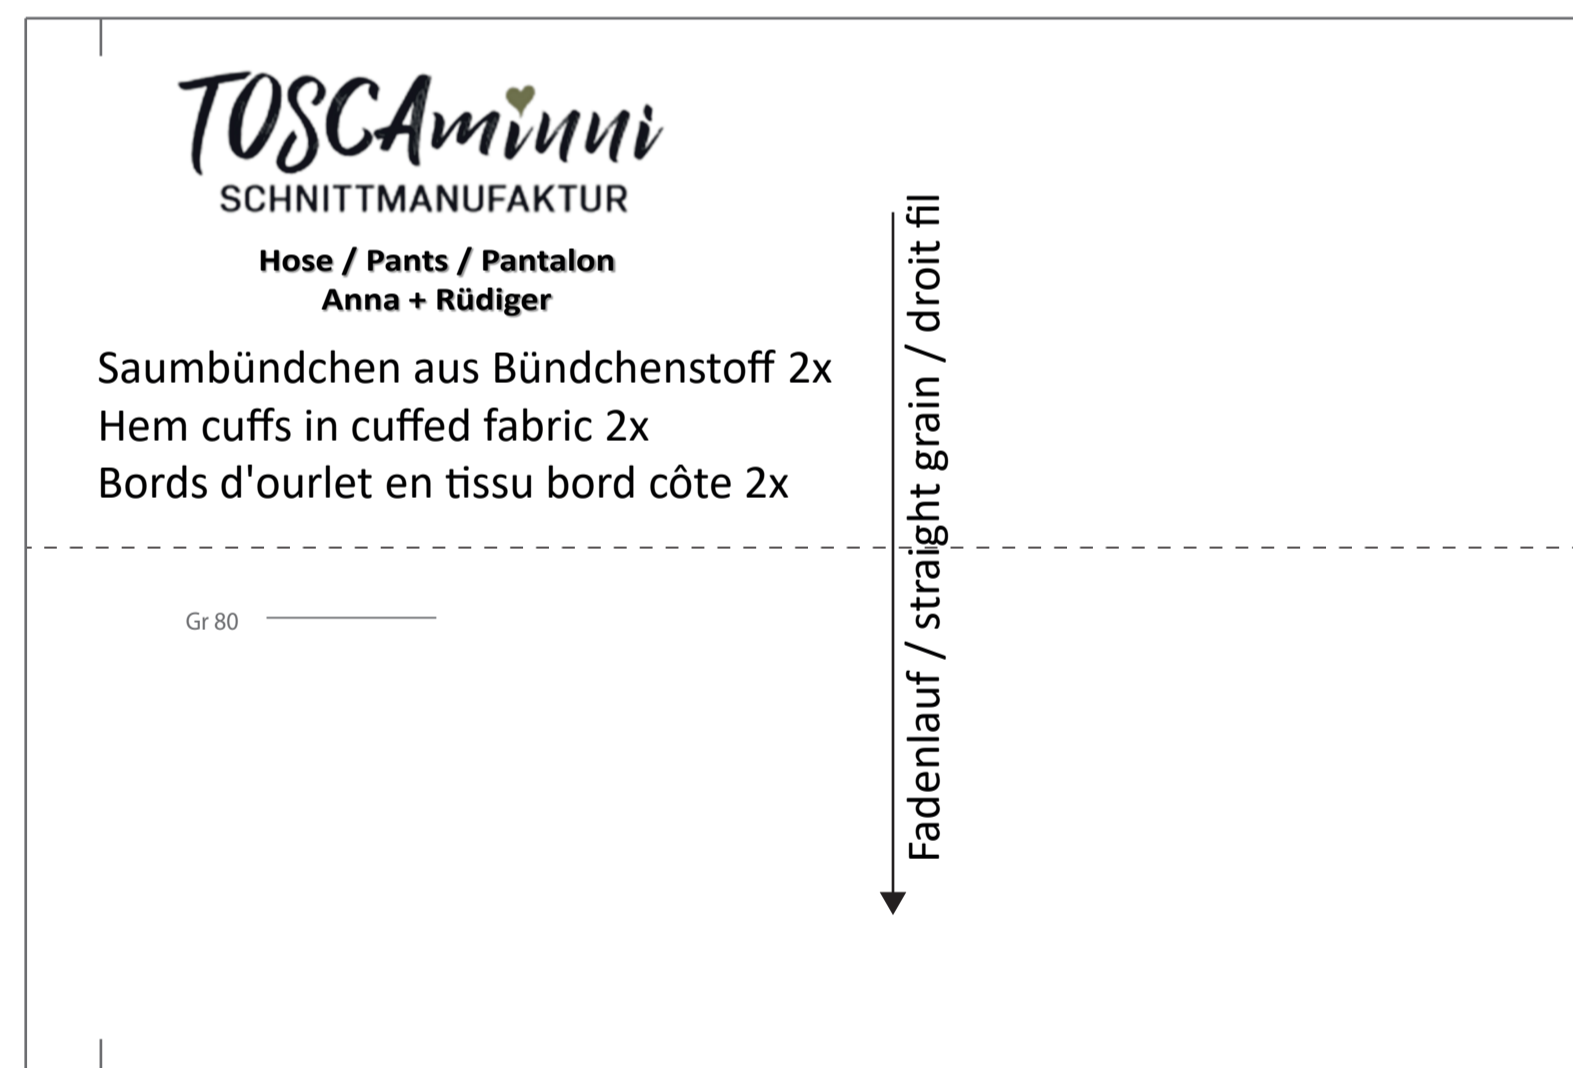 TOSCAminni
SCHNITTMANUFAKTUR
Hose / Pants / Pantalon
Anna + Rüdiger
Saumbündchen aus Bündchenstoff 2x
Hem cuffs in cuffed fabric 2x
Bords d'ourlet en tissu bord côte 2x
Fadenlauf / straight grain / droit fil
Gr 80